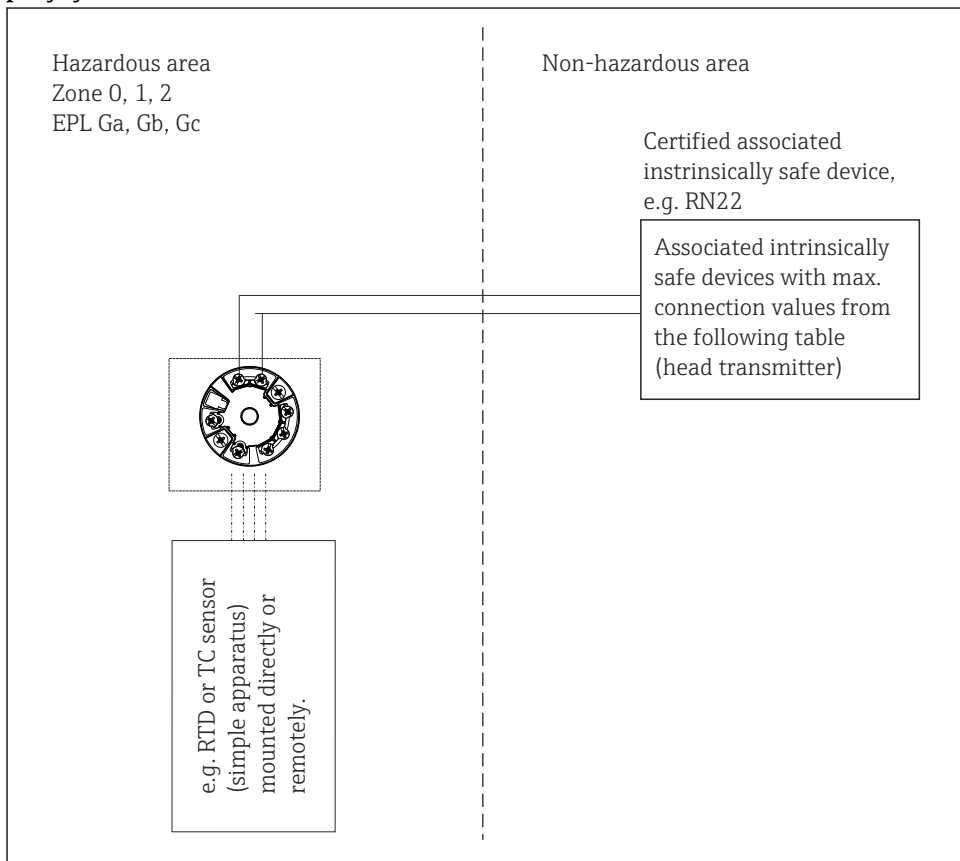 Hazardous area
Zone 0, 1, 2
EPL Ga, Gb, Gc
Non-hazardous area
Certified associated
instrinsically safe device,
e.g. RN22
Associated intrinsically
safe devices with max.
connection values from
the following table
(head transmitter)
e.g. RTD or TC sensor
(simple apparatus)
mounted directly or
remotely.